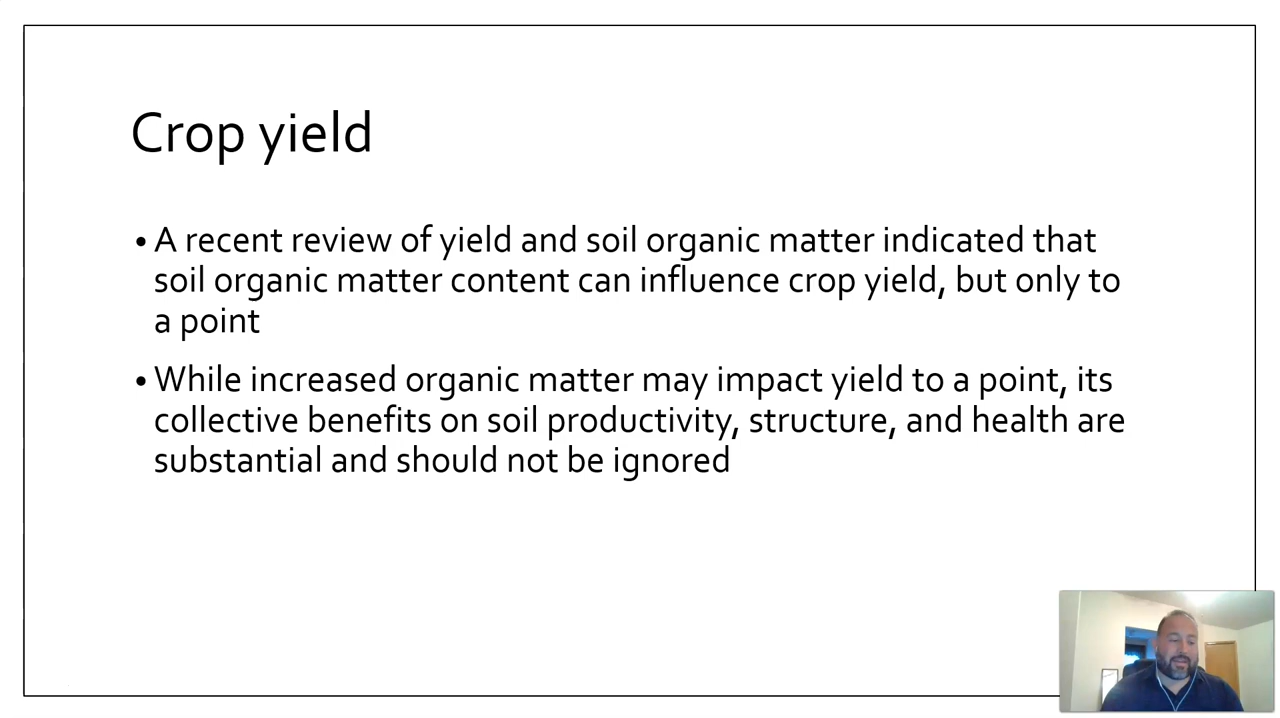 Crop yield
• A recent review of yield and soil organic matter indicated that
soil organic matter content can influence crop yield, but only to
a point
• While increased organic matter may impact yield to a point, its
collective benefits on soil productivity, structure, and health are
substantial and should not be ignored